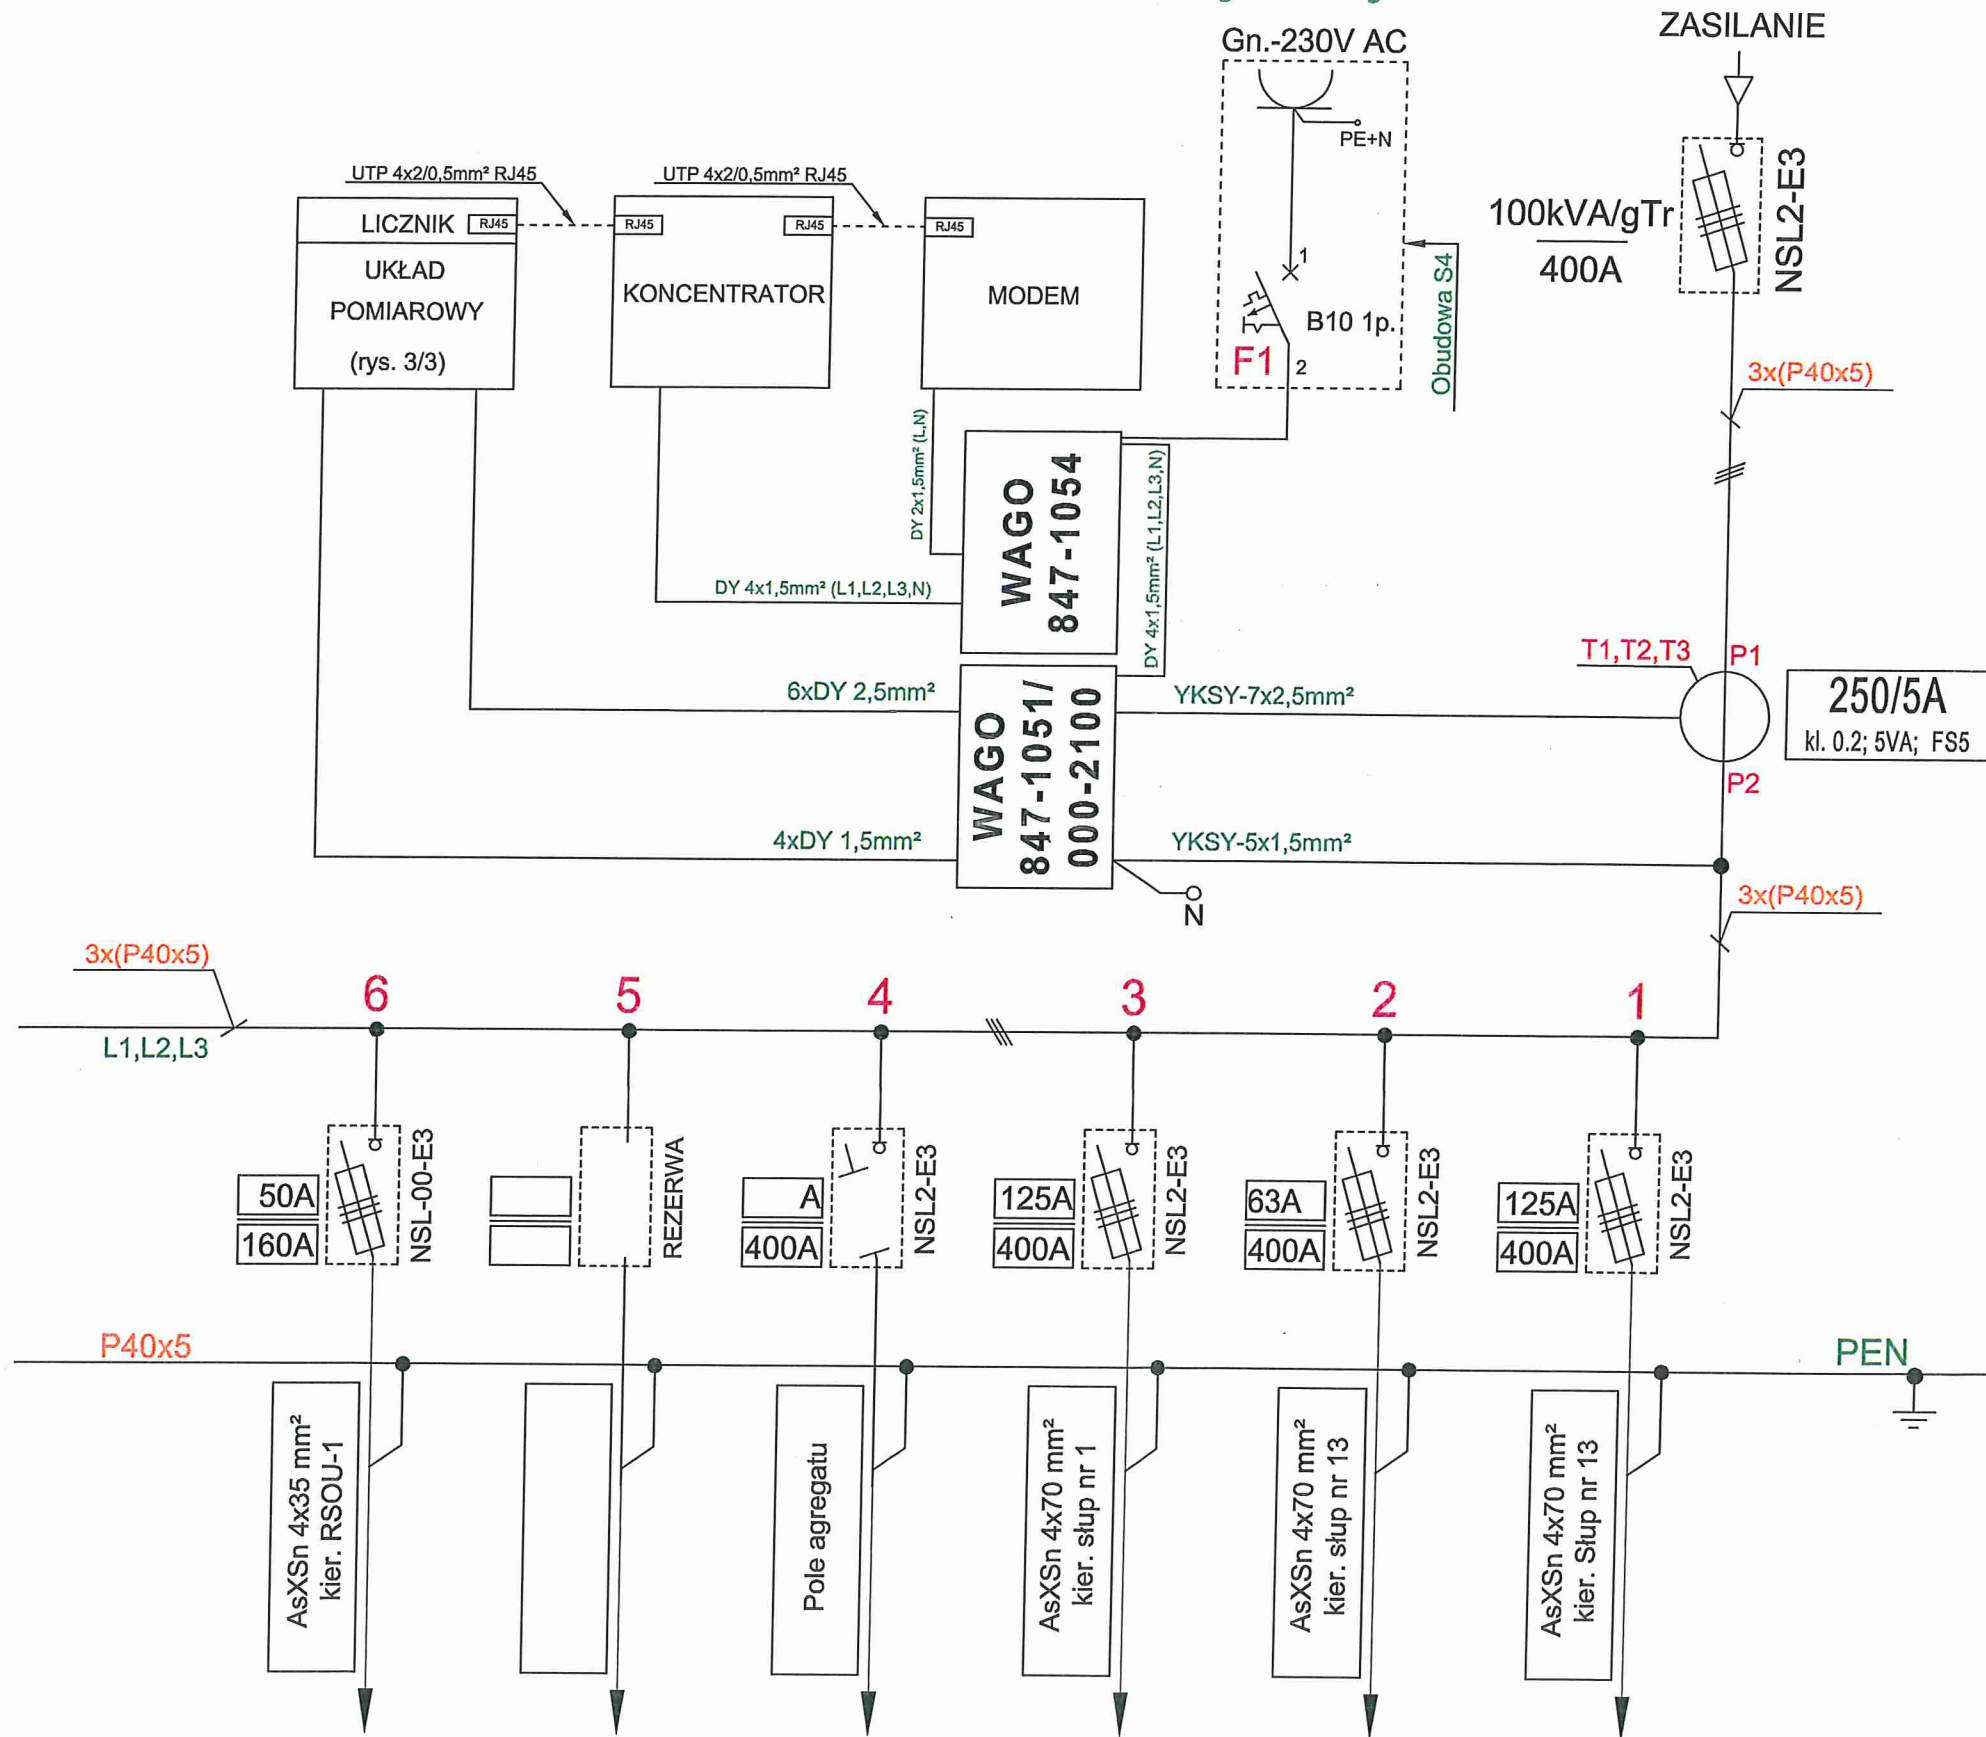 ZASILANIE
Gn.-230V AC
PE+N
UTP 4x2/0,5mm² RJ45
UTP 4x2/0,5mm² RJ45
100kVA/gTr
400A
NSL2-E3
LICZNIK
RJ45
RJ45
RJ45
RJ45
UKŁAD
POMIAROWY
(rys. 3/3)
KONCENTRATOR
MODEM
1
B10 1p.
F1
2
Obudowa S4
3x(P40x5)
DY 2x1,5mm² (L,N)
WAGO
847-1054
DY 4x1,5mm² (L1,L2,L3,N)
DY 4x1,5mm² (L1,L2,L3,N)
T1,T2,T3
P1
250/5A
kl. 0.2; 5VA; FS5
P2
6xDY 2,5mm²
WAGO
847-1051/
000-2100
YKSY-7x2,5mm²
4xDY 1,5mm²
YKSY-5x1,5mm²
N
3x(P40x5)
3x(P40x5)
L1,L2,L3
6
5
4
3
2
1
50A
160A
NSL-00-E3
REZERWA
A
400A
NSL2-E3
125A
400A
NSL2-E3
63A
400A
NSL2-E3
125A
400A
NSL2-E3
P40x5
PEN
AsXSn 4x35 mm²
kier. RSOU-1
Pole agregatu
AsXSn 4x70 mm²
kier. słup nr 1
AsXSn 4x70 mm²
kier. słup nr 13
AsXSn 4x70 mm²
kier. Słup nr 13